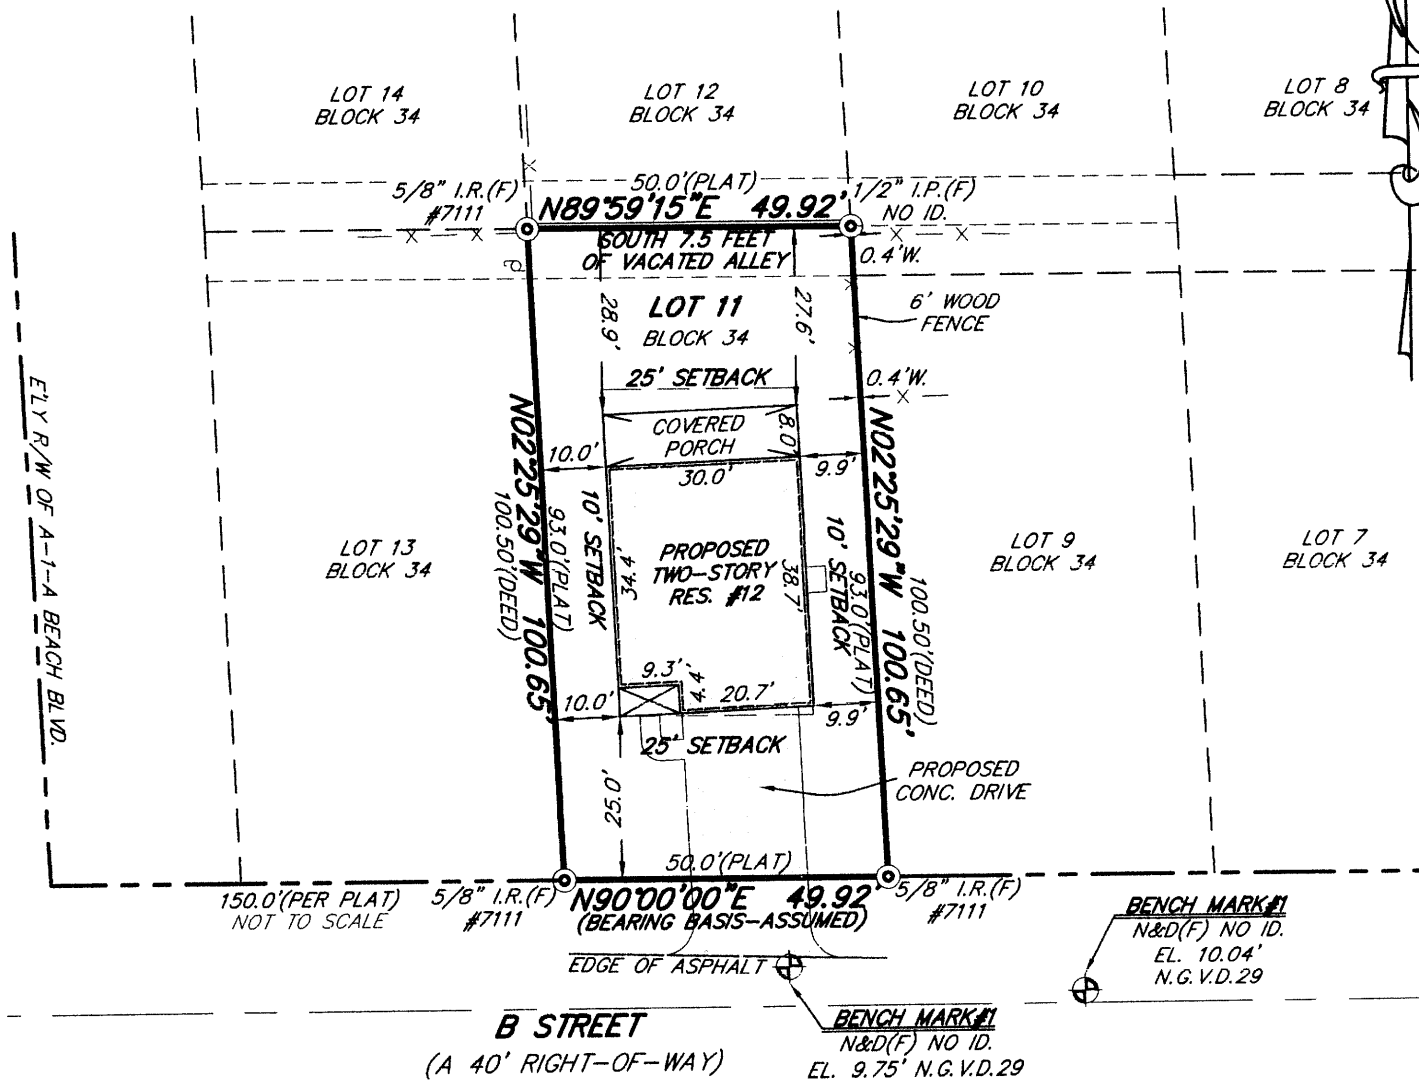 LOT 14
BLOCK 34
LOT 12
BLOCK 34
LOT 10
BLOCK 34
LOT 8
BLOCK 34
5/8" I.R.(F)
#7111
50.0'(PLAT)
1/2" I.P.(F)
NO ID.
N89°59'15"E 49.92'
SOUTH 7.5 FEET
OF VACATED ALLEY
0.4'W.
LOT 11
BLOCK 34
28.9'
27.6'
6' WOOD
FENCE
25' SETBACK
0.4'W.
COVERED
PORCH
8.0'
10.0'
30.0'
9.9'
E'LY R/W OF A-1-A BEACH BLVD.
N02°25'29"W 100.65'
93.0'(PLAT)
100.50'(DEED)
10' SETBACK
34.4'
PROPOSED
TWO-STORY
RES. #12
38.7'
10' SETBACK
93.0'(PLAT)
N02°25'29"W 100.65'
100.50'(DEED)
LOT 13
BLOCK 34
LOT 9
BLOCK 34
LOT 7
BLOCK 34
9.3'
4.4'
20.7'
10.0'
9.9'
25' SETBACK
25.0'
PROPOSED
CONC. DRIVE
50.0'(PLAT)
150.0'(PER PLAT)
NOT TO SCALE
5/8" I.R.(F)
#7111
N90°00'00"E 49.92'
(BEARING BASIS-ASSUMED)
5/8" I.R.(F)
#7111
BENCH MARK#1
N&D(F) NO ID.
EL. 10.04'
N.G.V.D.29
EDGE OF ASPHALT
B STREET
(A 40' RIGHT-OF-WAY)
BENCH MARK#1
N&D(F) NO ID.
EL. 9.75' N.G.V.D.29